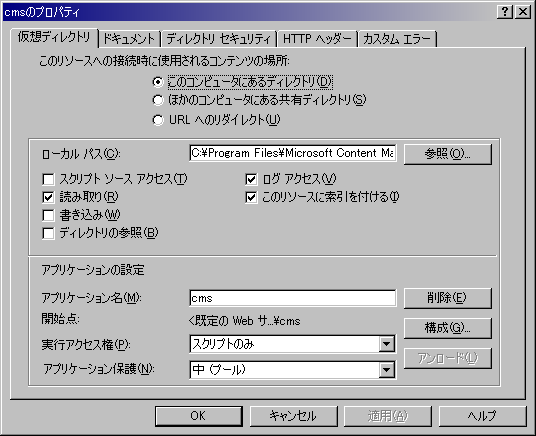 cmsのプロパティ
仮想ディレクトリ ドキュメント ディレクトリ セキュリティ HTTP ヘッダー カスタム エラー
このリソースへの接続時に使用されるコンテンツの場所:
このコンピュータにあるディレクトリ(D)
ほかのコンピュータにある共有ディレクトリ(S)
URL へのリダイレクト(U)
ローカル パス(C): C:¥Program Files¥Microsoft Content Ma 参照(O)...
スクリプト ソース アクセス(T) ログ アクセス(V)
読み取り(R) このリソースに索引を付ける(I)
書き込み(W)
ディレクトリの参照(B)
アプリケーションの設定
アプリケーション名(M): cms 削除(E)
開始点: <既定の Web サ...¥cms 構成(G)...
実行アクセス権(P): スクリプトのみ アンロード(L)
アプリケーション保護(N): 中 (プール)
OK キャンセル 適用(A) ヘルプ